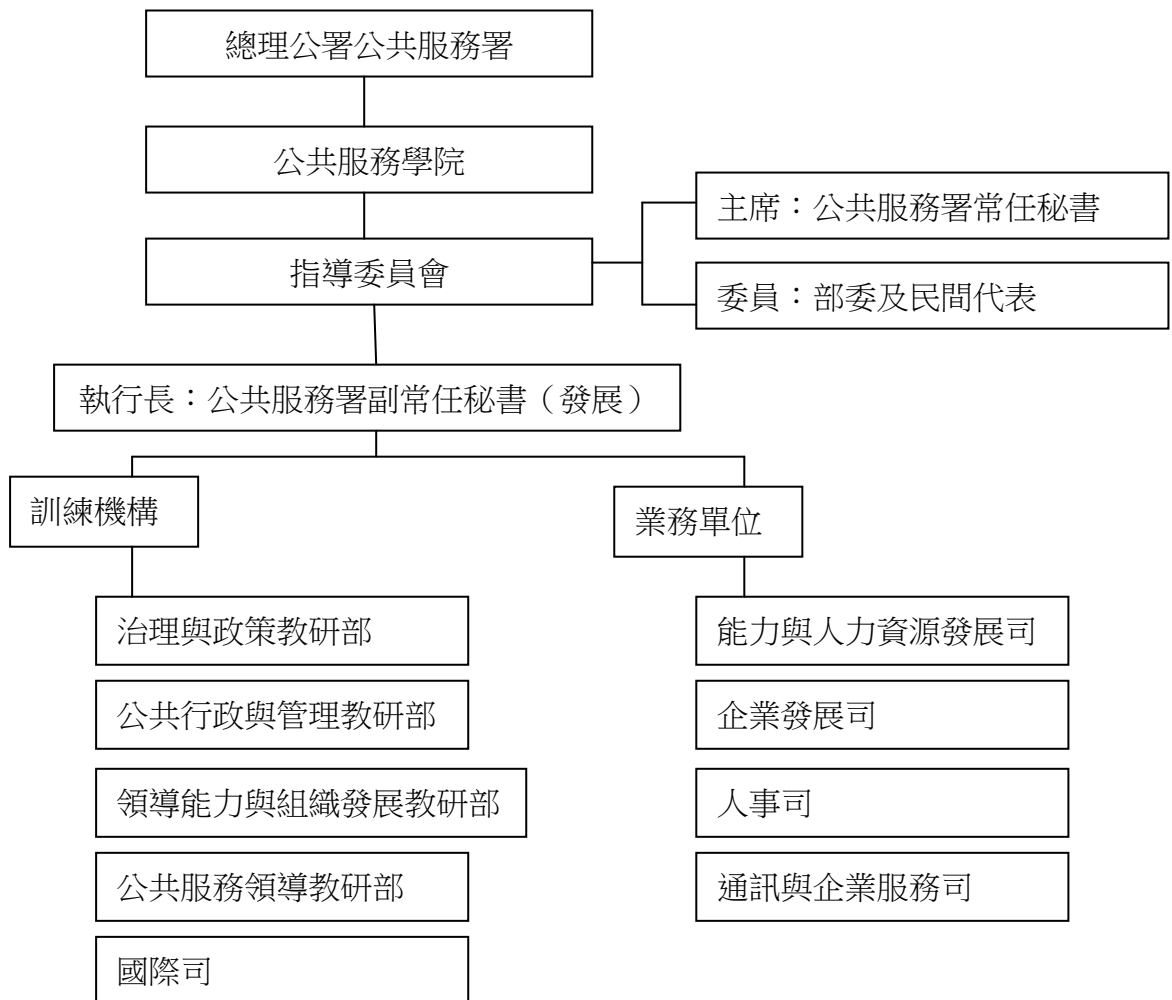 總理公署公共服務署
公共服務學院
指導委員會
主席：公共服務署常任秘書
委員：部委及民間代表
執行長：公共服務署副常任秘書（發展）
訓練機構
治理與政策教研部
公共行政與管理教研部
領導能力與組織發展教研部
公共服務領導教研部
國際司
業務單位
能力與人力資源發展司
企業發展司
人事司
通訊與企業服務司